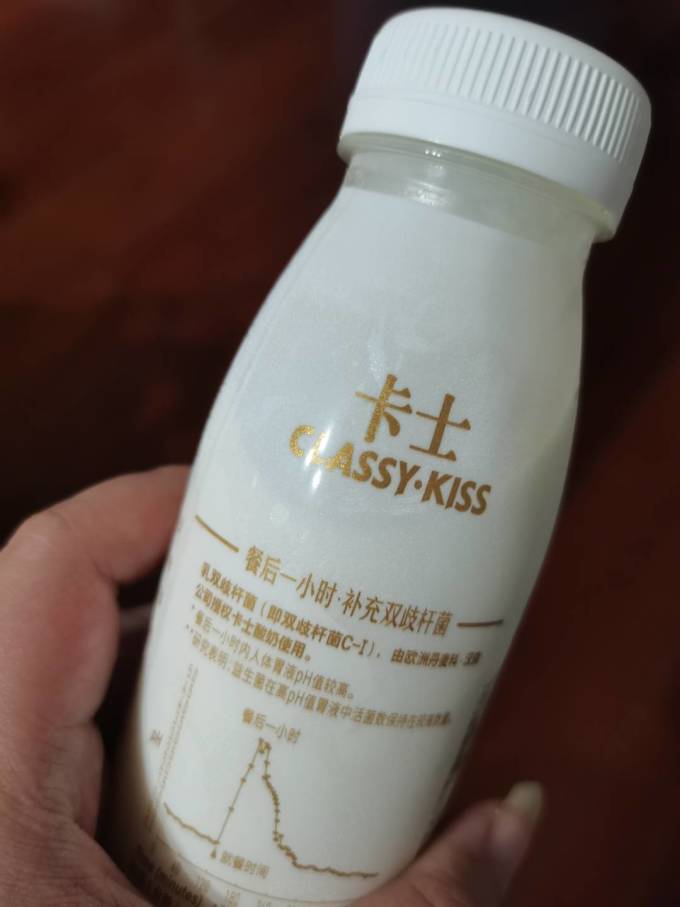 卡士
CLASSY·KISS
餐后一小时·补充双歧杆菌
乳双歧杆菌（即双歧杆菌C-I），由欧洲丹麦科·汉森
公司授权卡士酸奶使用。
*餐后一小时内人体胃液pH值较高。
**研究表明:益生菌在高pH值胃液中活菌数保持在较高数量。
餐后一小时
就餐时间
Time (minutes)